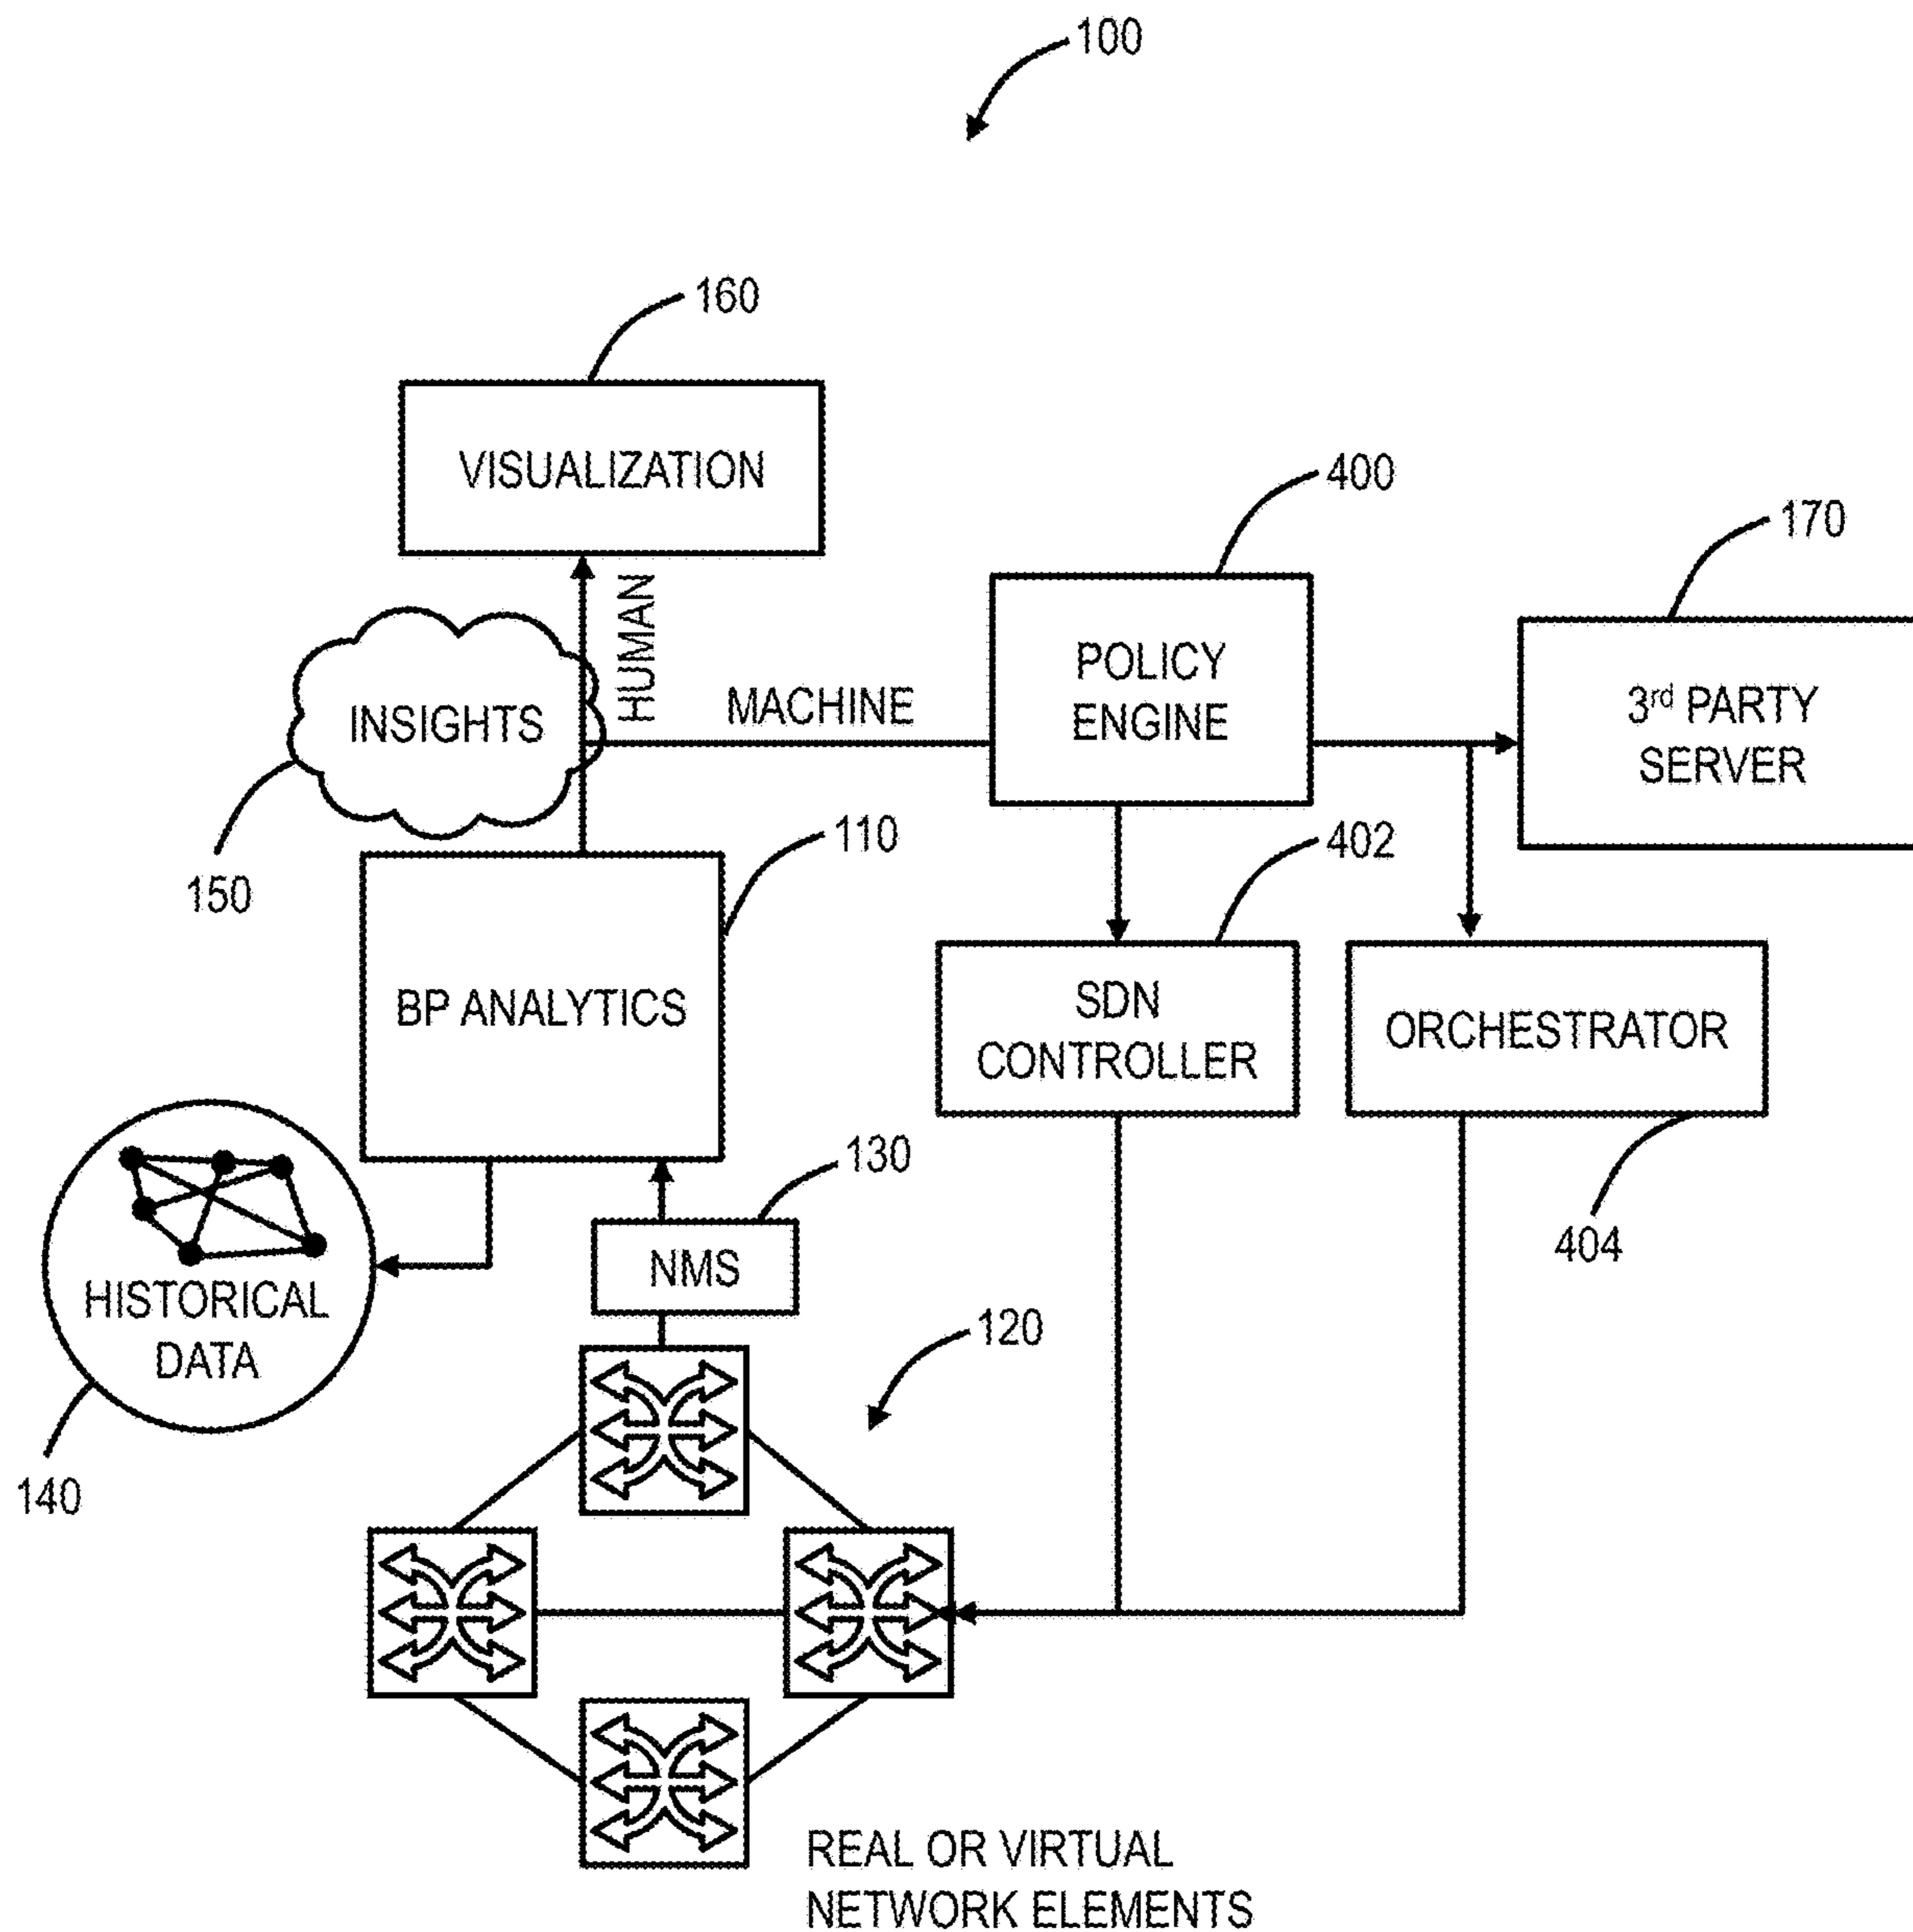 100
160
VISUALIZATION
400
170
HUMAN
POLICY
ENGINE
3rd PARTY
SERVER
INSIGHTS
MACHINE
110
402
150
BP ANALYTICS
SDN
CONTROLLER
ORCHESTRATOR
130
404
NMS
HISTORICAL
DATA
120
140
REAL OR VIRTUAL
NETWORK ELEMENTS